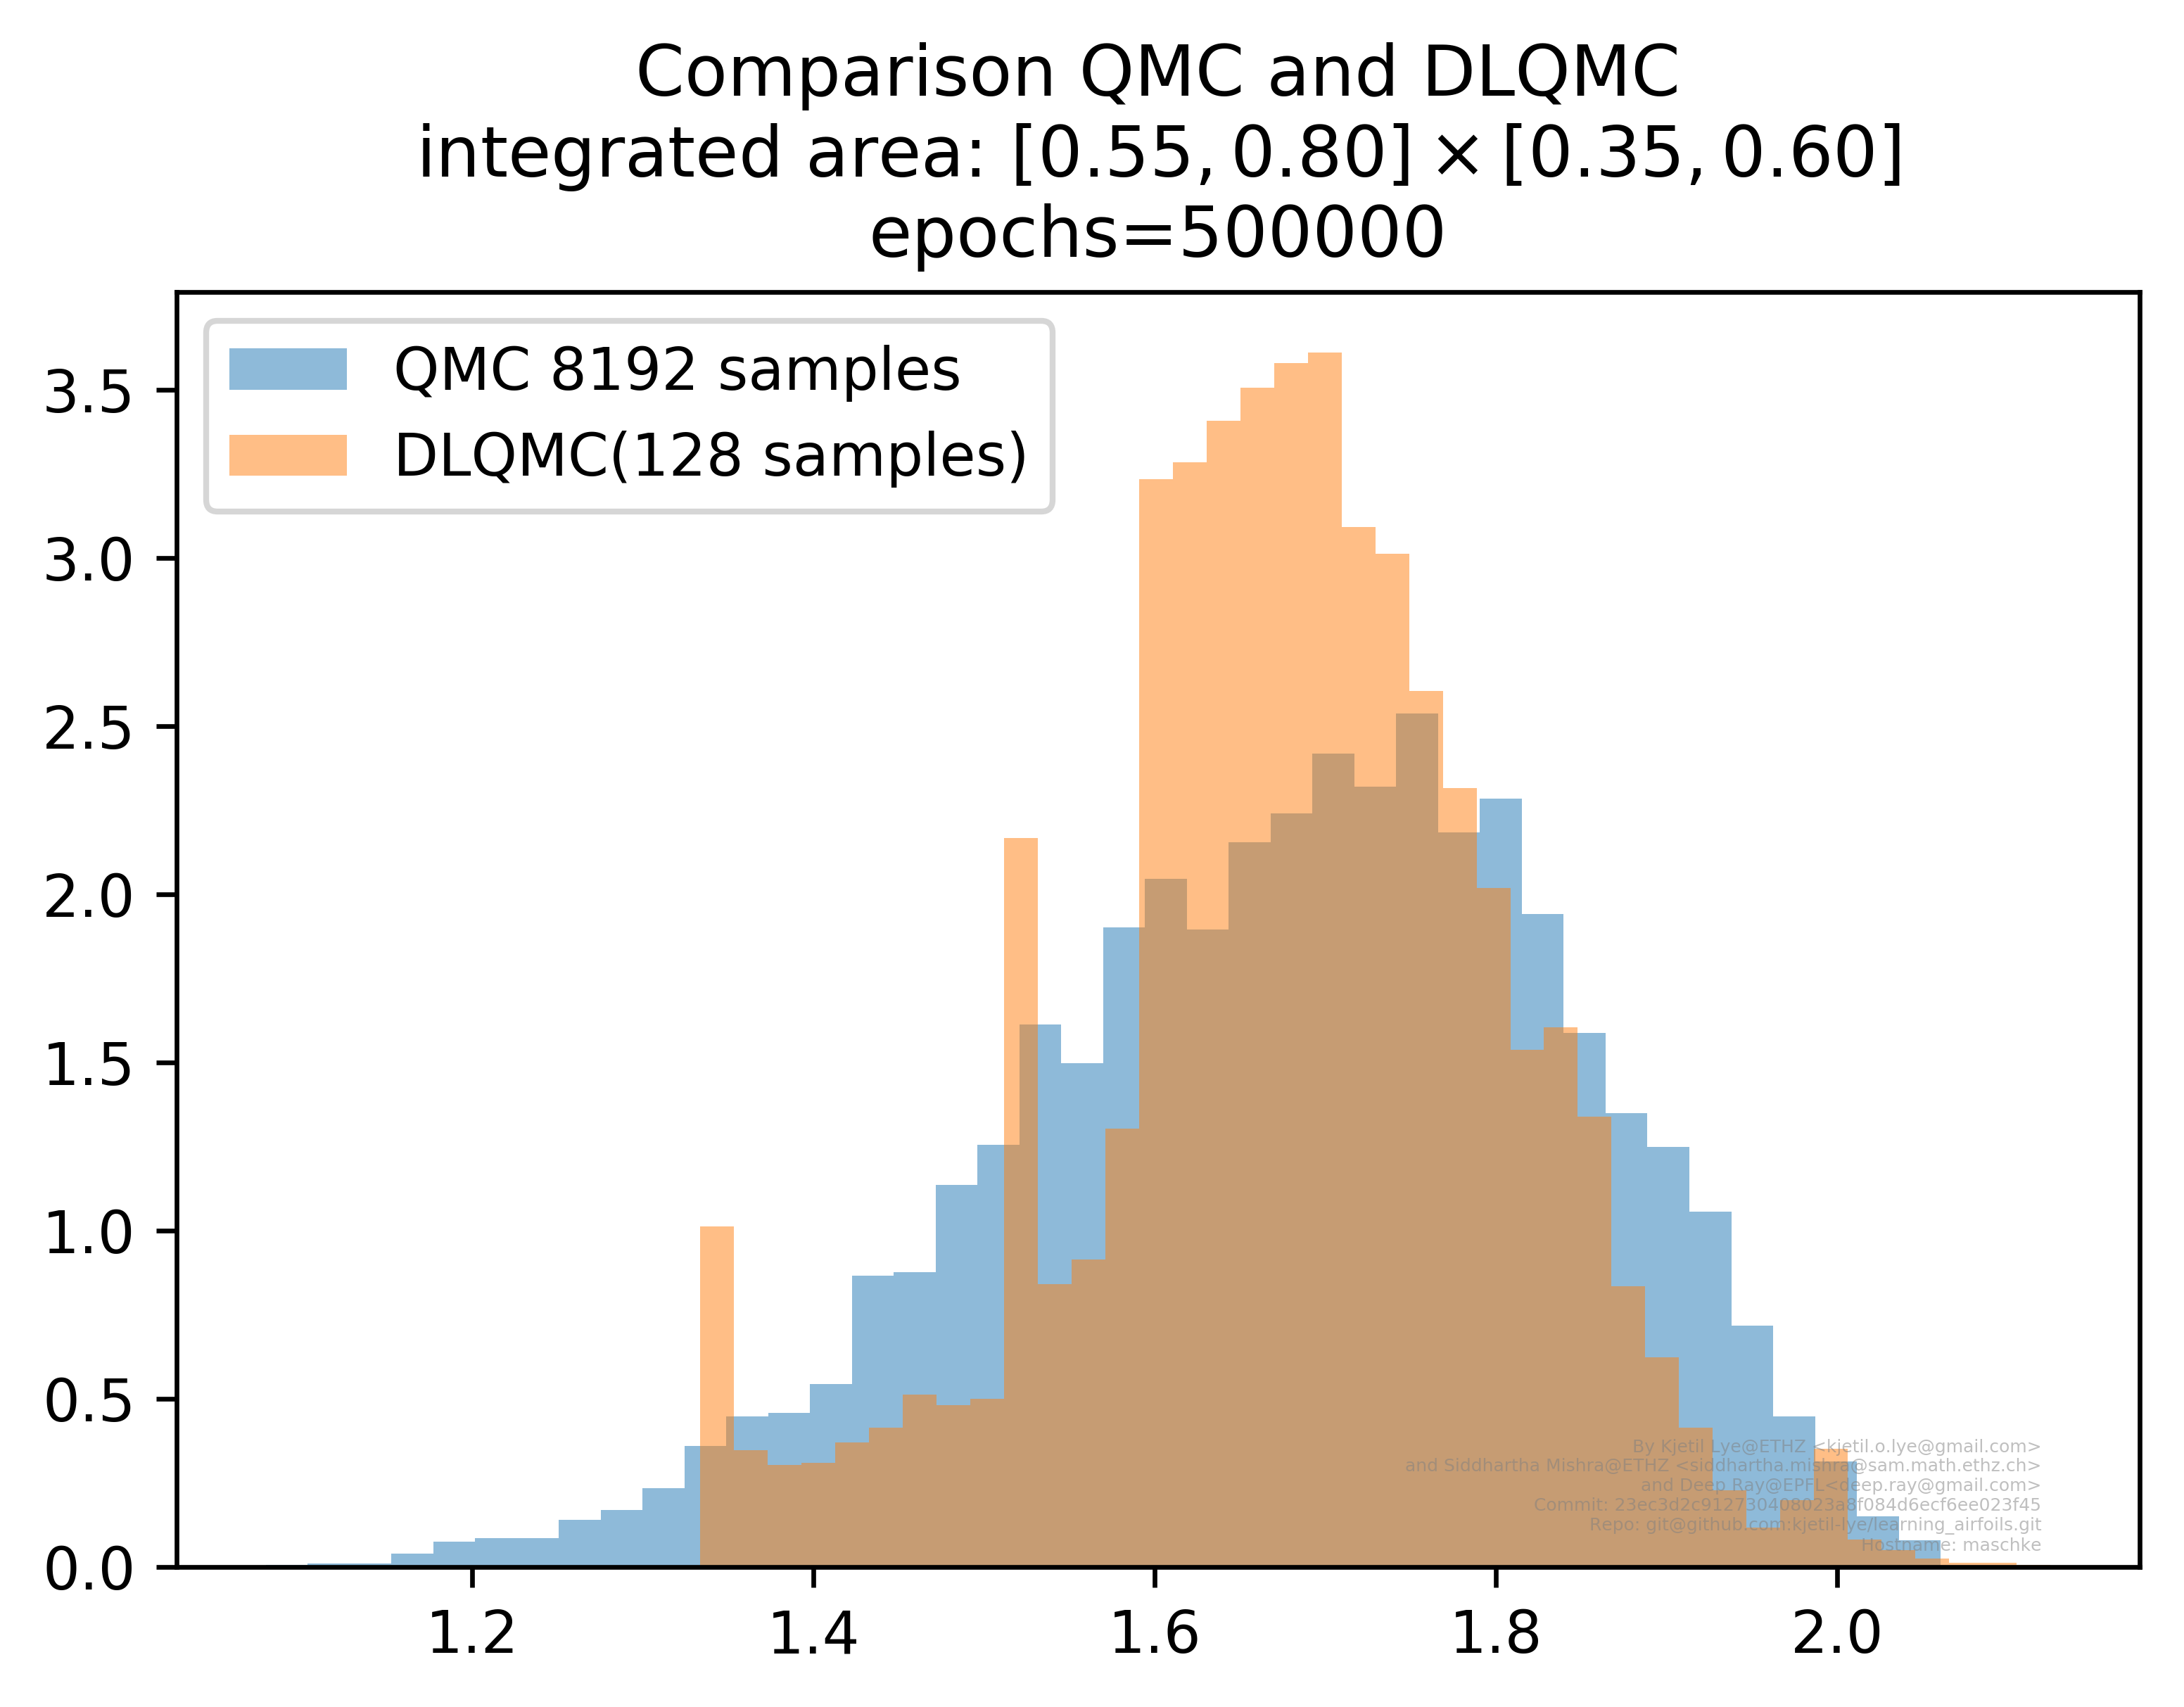 Comparison QMC and DLQMC
integrated area: [0.55, 0.80] × [0.35, 0.60]
epochs=500000
QMC 8192 samples
DLQMC(128 samples)
3.5
3.0
2.5
2.0
1.5
1.0
0.5
0.0
1.2 1.4 1.6 1.8 2.0
By Kjetil Lye@ETHZ <kjetil.o.lye@gmail.com>
and Siddhartha Mishra@ETHZ <siddhartha.mishra@sam.math.ethz.ch>
and Deep Ray@EPFL<deep.ray@gmail.com>
Commit:
Repo: git@github.com:kjetil-lye/learning_airfoils.git
Hostname: maschke